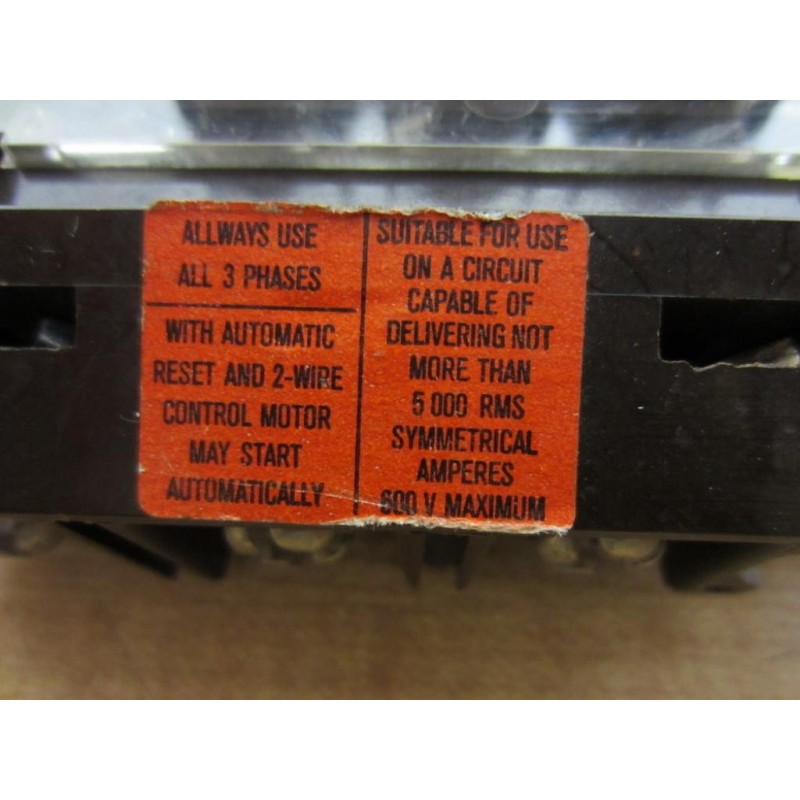 ALLWAYS USE
ALL 3 PHASES
WITH AUTOMATIC
RESET AND 2-WIRE
CONTROL MOTOR
MAY START
AUTOMATICALLY
SUITABLE FOR USE
ON A CIRCUIT
CAPABLE OF
DELIVERING NOT
MORE THAN
5 000 RMS
SYMMETRICAL
AMPERES
600 V MAXIMUM